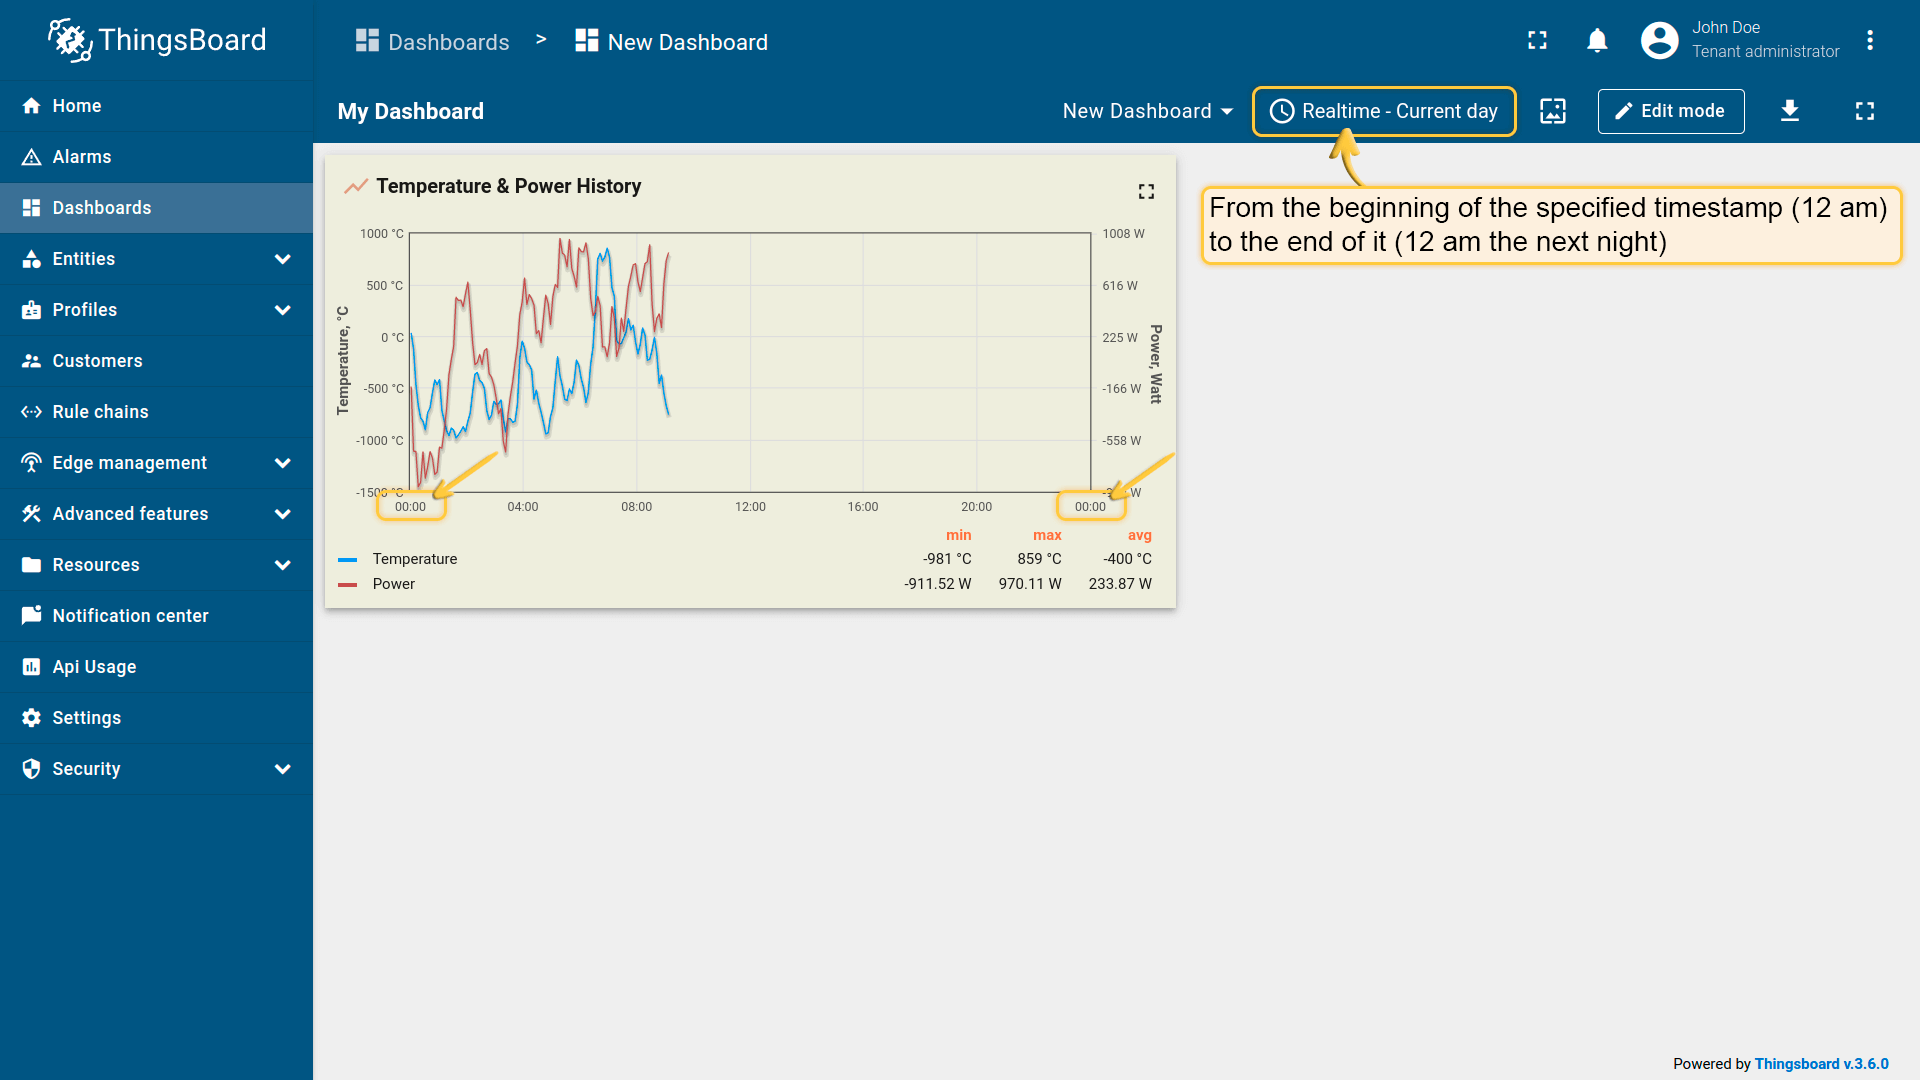 ThingsBoard
Dashboards > New Dashboard
John Doe
Tenant administrator
Home
Alarms
Dashboards
Entities
Profiles
Customers
Rule chains
Edge management
Advanced features
Resources
Notification center
Api Usage
Settings
Security
My Dashboard
New Dashboard
Realtime - Current day
Edit mode
From the beginning of the specified timestamp (12 am)
to the end of it (12 am the next night)
Temperature & Power History
Temperature, °C
1000 °C
500 °C
0 °C
-500 °C
-1000 °C
-1500 °C
1008 W
616 W
225 W
-166 W
-558 W
Power, Watt
00:00 04:00 08:00 12:00 16:00 20:00 00:00
min max avg
Temperature -981 °C 859 °C -400 °C
Power -911.52 W 970.11 W 233.87 W
Powered by Thingsboard v.3.6.0